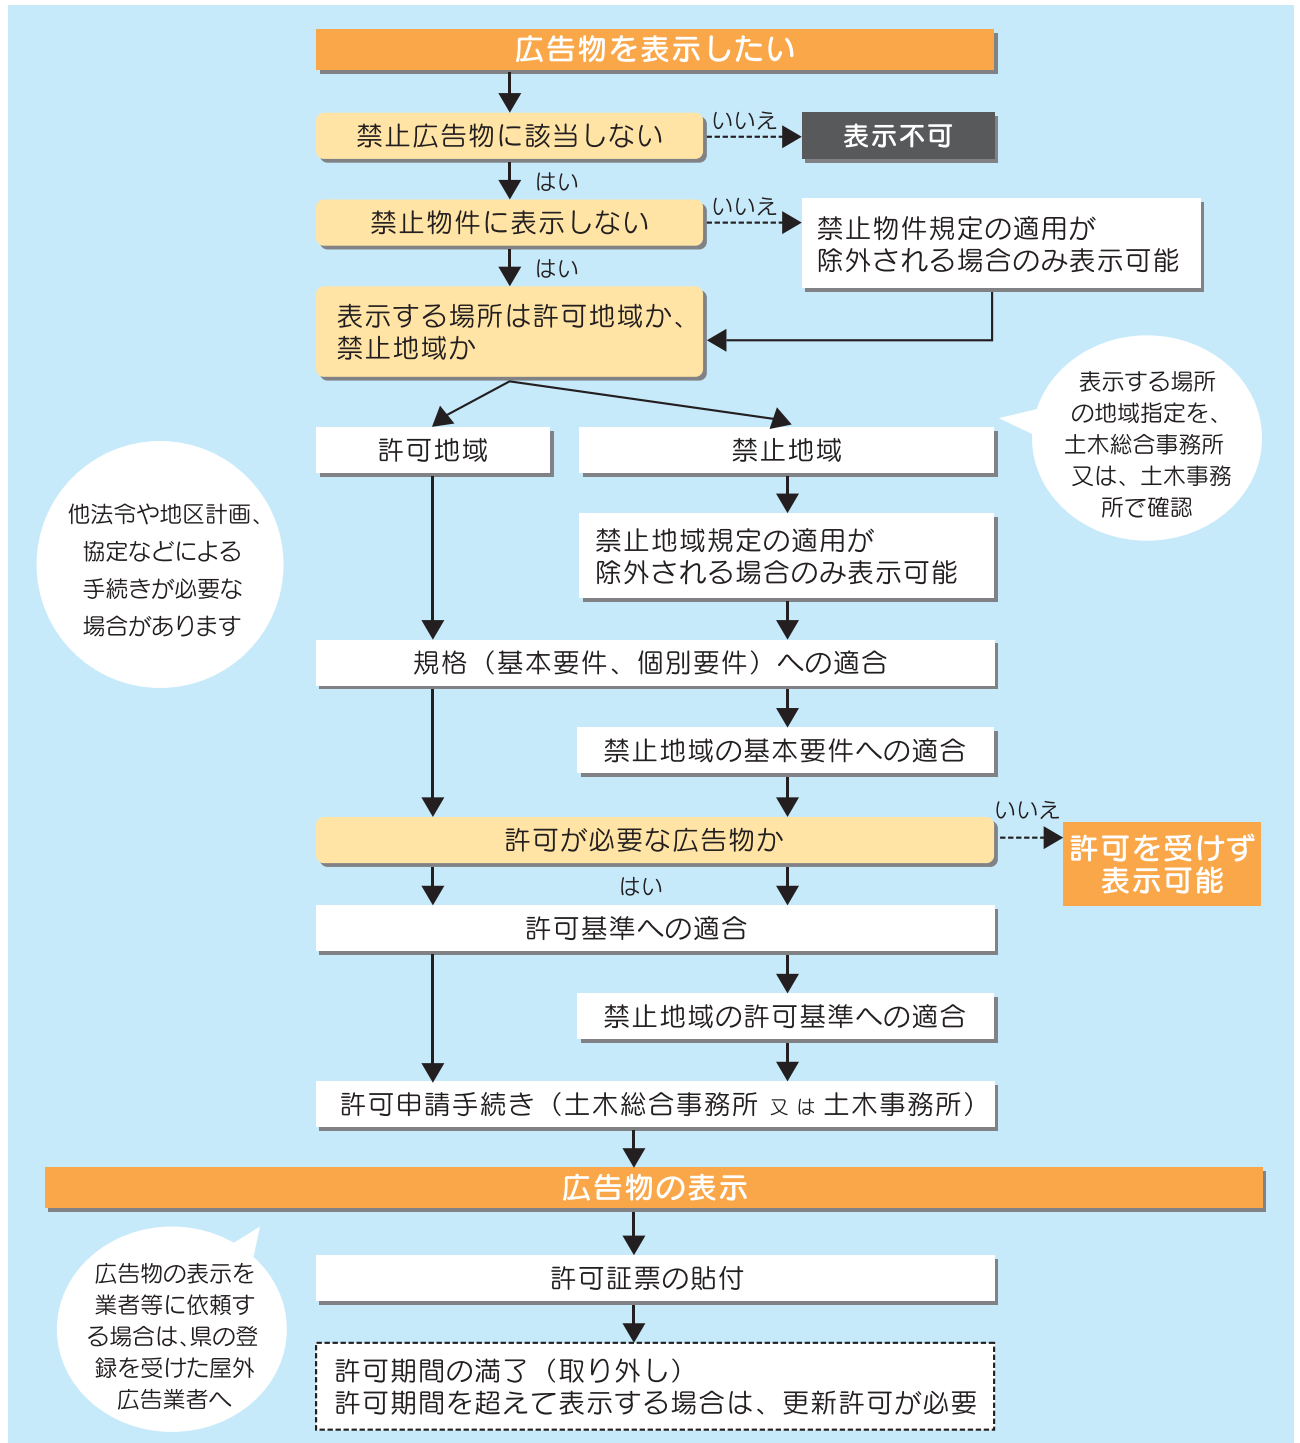 広告物を表示したい
禁止広告物に該当しない
いいえ
表示不可
はい
禁止物件に表示しない
いいえ
禁止物件規定の適用が
除外される場合のみ表示可能
はい
表示する場所は許可地域か、
禁止地域か
表示する場所
の地域指定を、
土木総合事務所
又は、土木事務
所で確認
許可地域
禁止地域
他法令や地区計画、
協定などによる
手続きが必要な
場合があります
禁止地域規定の適用が
除外される場合のみ表示可能
規格（基本要件、個別要件）への適合
禁止地域の基本要件への適合
許可が必要な広告物か
いいえ
許可を受けず
表示可能
はい
許可基準への適合
禁止地域の許可基準への適合
許可申請手続き（土木総合事務所 又は 土木事務所）
広告物の表示
広告物の表示を
業者等に依頼す
る場合は、県の登
録を受けた屋外
広告業者へ
許可証票の貼付
許可期間の満了（取り外し）
許可期間を超えて表示する場合は、更新許可が必要